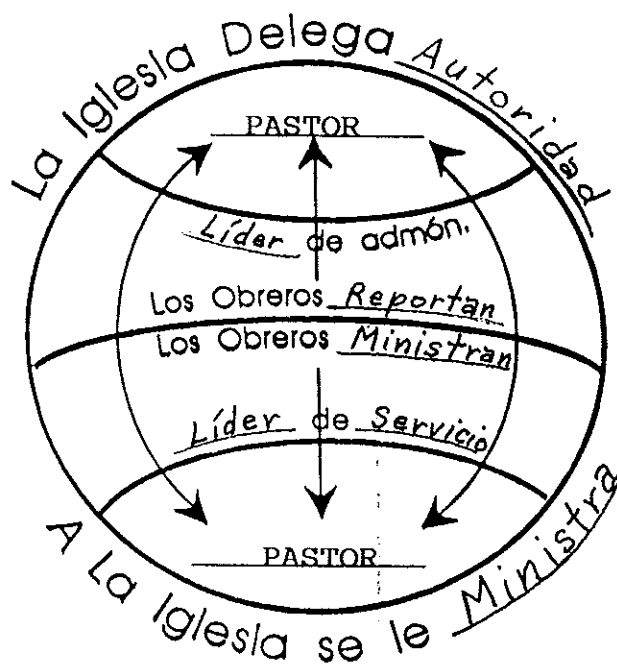 La Iglesia Delega Autoridad
PASTOR
Líder de admón.
Los Obreros Reportan
Los Obreros Ministran
Líder de Servicio
PASTOR
A La Iglesia se le Ministra